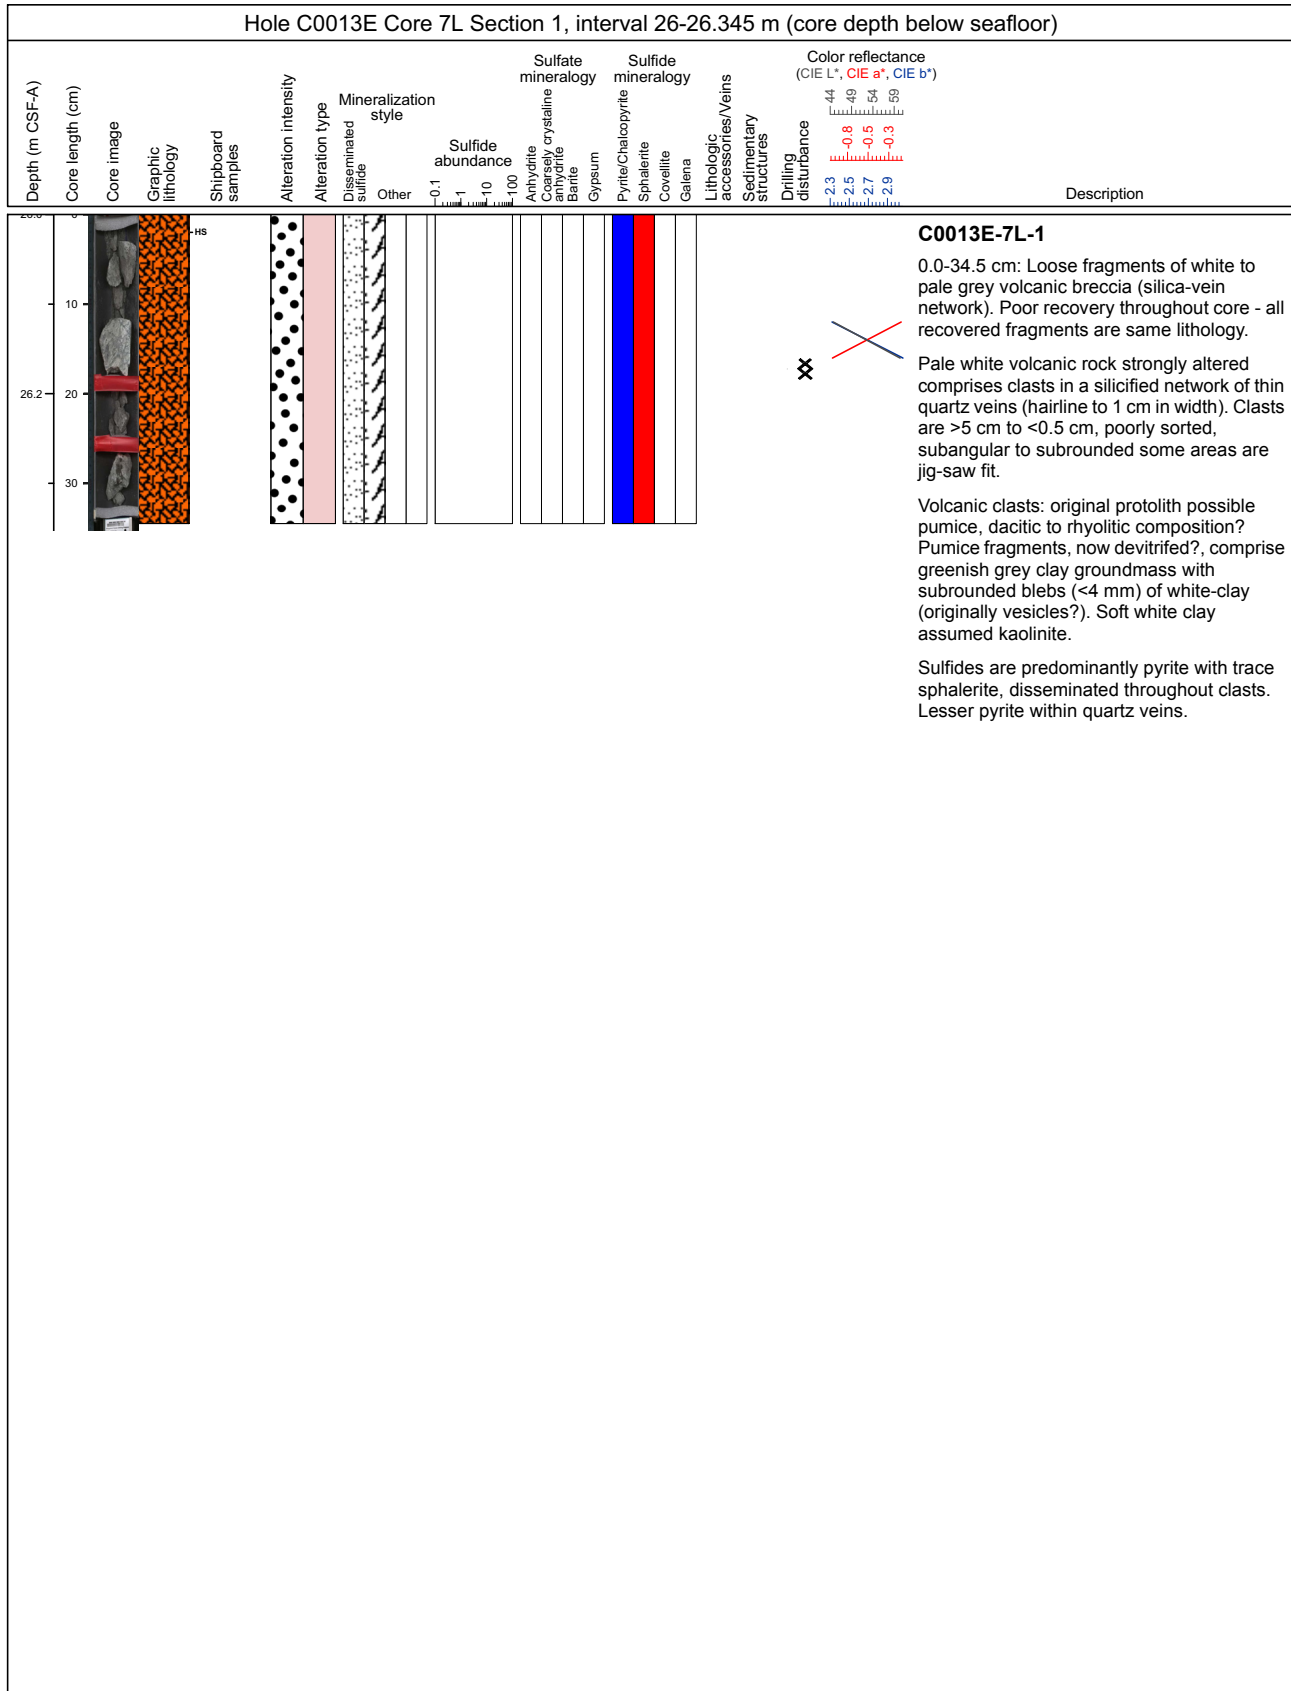 Hole C0013E Core 7L Section 1, interval 26-26.345 m (core depth below seafloor)
Depth (m CSF-A)
Core length (cm)
Core image
Graphic
lithology
Shipboard
samples
Alteration intensity
Alteration type
Mineralization
style
Disseminated
sulfide
Other
Sulfide
abundance
0.1
1
10
100
Sulfate
mineralogy
Anhydrite
Coarsely crystaline
anhydrite
Barite
Gypsum
Sulfide
mineralogy
Pyrite/Chalcopyrite
Sphalerite
Covellite
Galena
Lithologic
accessories/Veins
Sedimentary
structures
Drilling
disturbance
Color reflectance
(CIE L*, CIE a*, CIE b*)
44 49 54 59
-0.8 -0.5 -0.3
2.3 2.5 2.7 2.9
Description
HS
10
26.2 20
30
C0013E-7L-1
0.0-34.5 cm: Loose fragments of white to
pale grey volcanic breccia (silica-vein
network). Poor recovery throughout core - all
recovered fragments are same lithology.
Pale white volcanic rock strongly altered
comprises clasts in a silicified network of thin
quartz veins (hairline to 1 cm in width). Clasts
are >5 cm to <0.5 cm, poorly sorted,
subangular to subrounded some areas are
jig-saw fit.
Volcanic clasts: original protolith possible
pumice, dacitic to rhyolitic composition?
Pumice fragments, now devitrifed?, comprise
greenish grey clay groundmass with
subrounded blebs (<4 mm) of white-clay
(originally vesicles?). Soft white clay
assumed kaolinite.
Sulfides are predominantly pyrite with trace
sphalerite, disseminated throughout clasts.
Lesser pyrite within quartz veins.